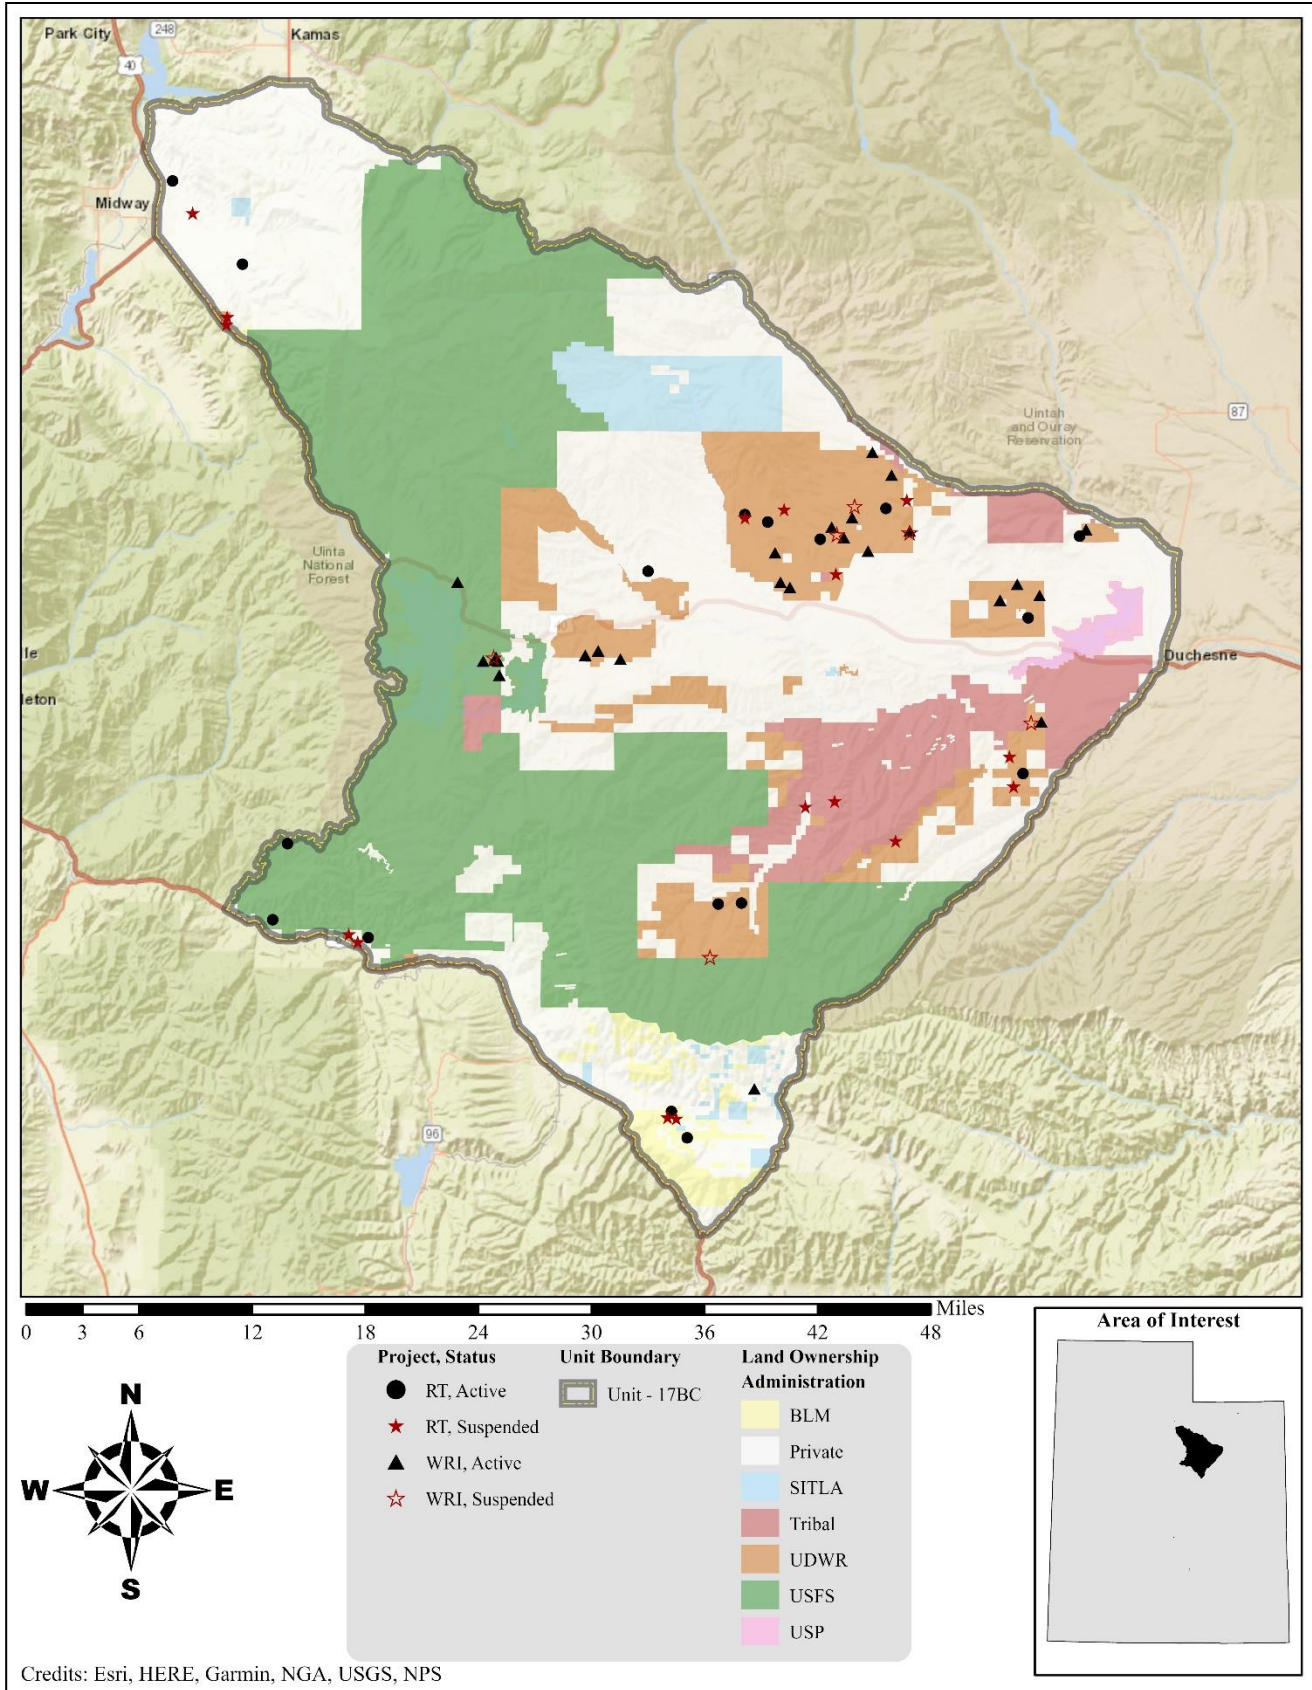 Park City
248
Kamas
40
Midway
87
Uintah
and Ouray
Reservation
Uinta
National
Forest
le
leton
Duchesne
96
Miles
0 3 6 12 18 24 30 36 42 48
Project, Status
RT, Active
RT, Suspended
WRI, Active
WRI, Suspended
Unit Boundary
Unit - 17BC
Land Ownership
Administration
BLM
Private
SITLA
Tribal
UDWR
USFS
USP
N
W E
S
Area of Interest
Credits: Esri, HERE, Garmin, NGA, USGS, NPS